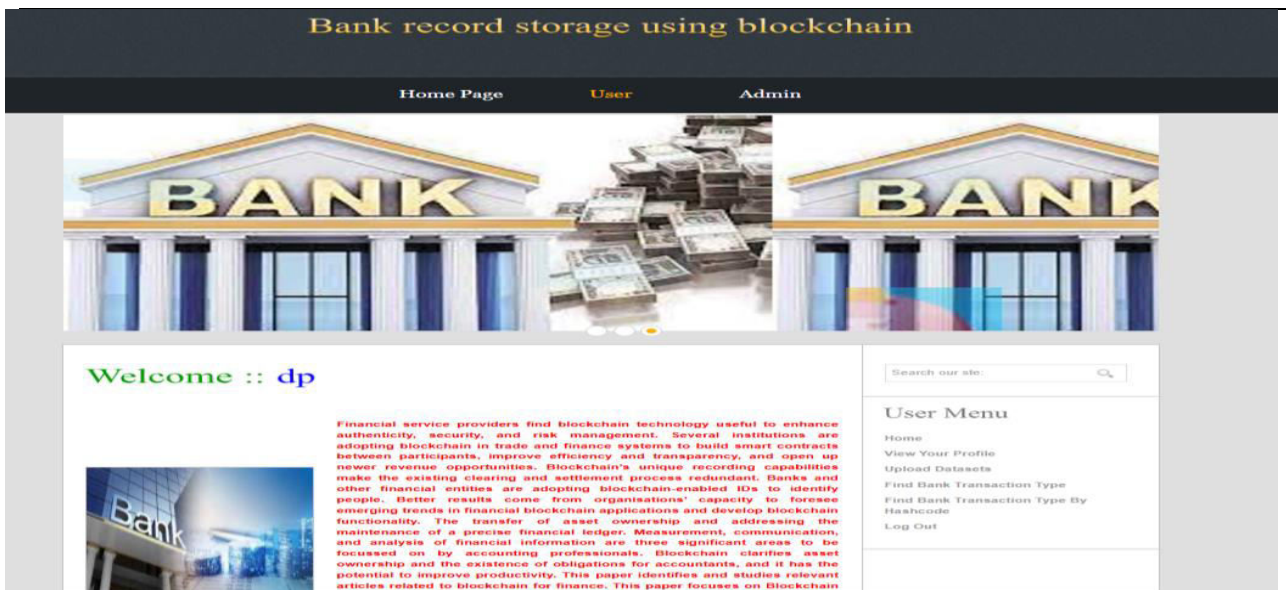 Bank record storage using blockchain
Home Page User Admin
BANK BANK
Welcome :: dp
Financial service providers find blockchain technology useful to enhance
authenticity, security, and risk management. Several institutions are
adopting blockchain in trade and finance systems to build smart contracts
between participants, improve efficiency and transparency, and open up
newer revenue opportunities. Blockchain's unique recording capabilities
make the existing clearing and settlement process redundant. Banks and
other financial entities are adopting blockchain-enabled IDs to identify
people. Better results come from organisations' capacity to foresee
emerging trends in financial blockchain applications and develop blockchain
functionality. The transfer of asset ownership and addressing the
maintenance of a precise financial ledger. Measurement, communication,
and analysis of financial information are three significant areas to be
focussed on by accounting professionals. Blockchain clarifies asset
ownership and the existence of obligations for accountants, and it has the
potential to improve productivity. This paper identifies and studies relevant
articles related to blockchain for finance. This paper focuses on Blockchain
Bank
Search our site:
User Menu
Home
View Your Profile
Upload Datasets
Find Bank Transaction Type
Find Bank Transaction Type By
Hashcode
Log Out